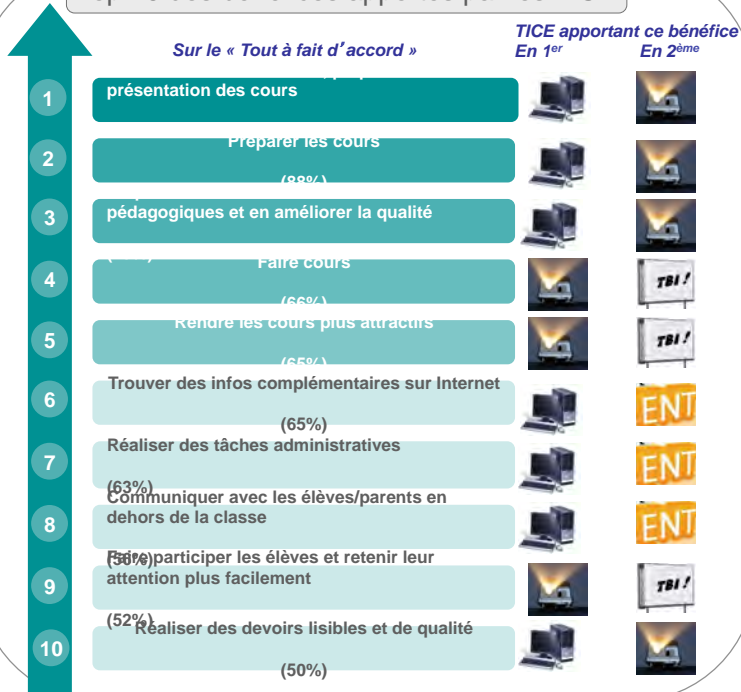 TICE apportant ce bénéfice
Sur le « Tout à fait d'accord »
En 1er
En 2ème
1
présentation des cours
2
Préparer les cours
(88%)
3
pédagogiques et en améliorer la qualité
4
Faire cours
(66%)
TBI !
5
Rendre les cours plus attractifs
(65%)
TBI !
6
Trouver des infos complémentaires sur Internet
(65%)
ENT
7
Réaliser des tâches administratives
(63%)
ENT
8
Communiquer avec les élèves/parents en
dehors de la classe
(56%)
ENT
9
Faire participer les élèves et retenir leur
attention plus facilement
(52%)
TBI !
10
Réaliser des devoirs lisibles et de qualité
(50%)